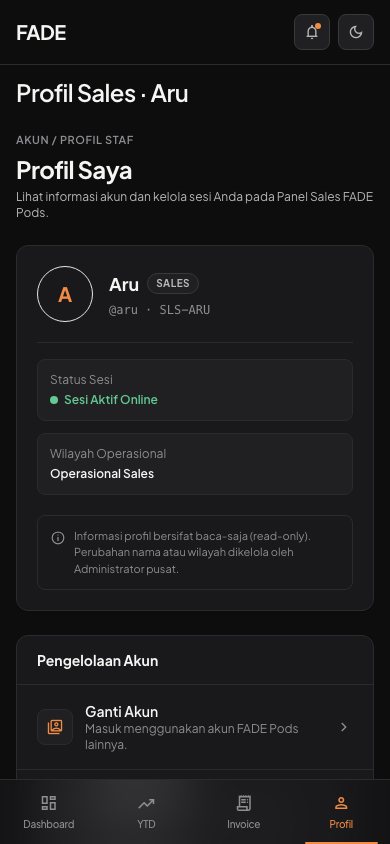 FADE
Profil Sales · Aru
AKUN / PROFIL STAF
Profil Saya
Lihat informasi akun dan kelola sesi Anda pada Panel Sales FADE
Pods.
A
Aru
SALES
@aru · SLS-ARU
Status Sesi
Sesi Aktif Online
Wilayah Operasional
Operasional Sales
Informasi profil bersifat baca-saja (read-only).
Perubahan nama atau wilayah dikelola oleh
Administrator pusat.
Pengelolaan Akun
Ganti Akun
Masuk menggunakan akun FADE Pods
lainnya.
Dashboard
YTD
Invoice
Profil